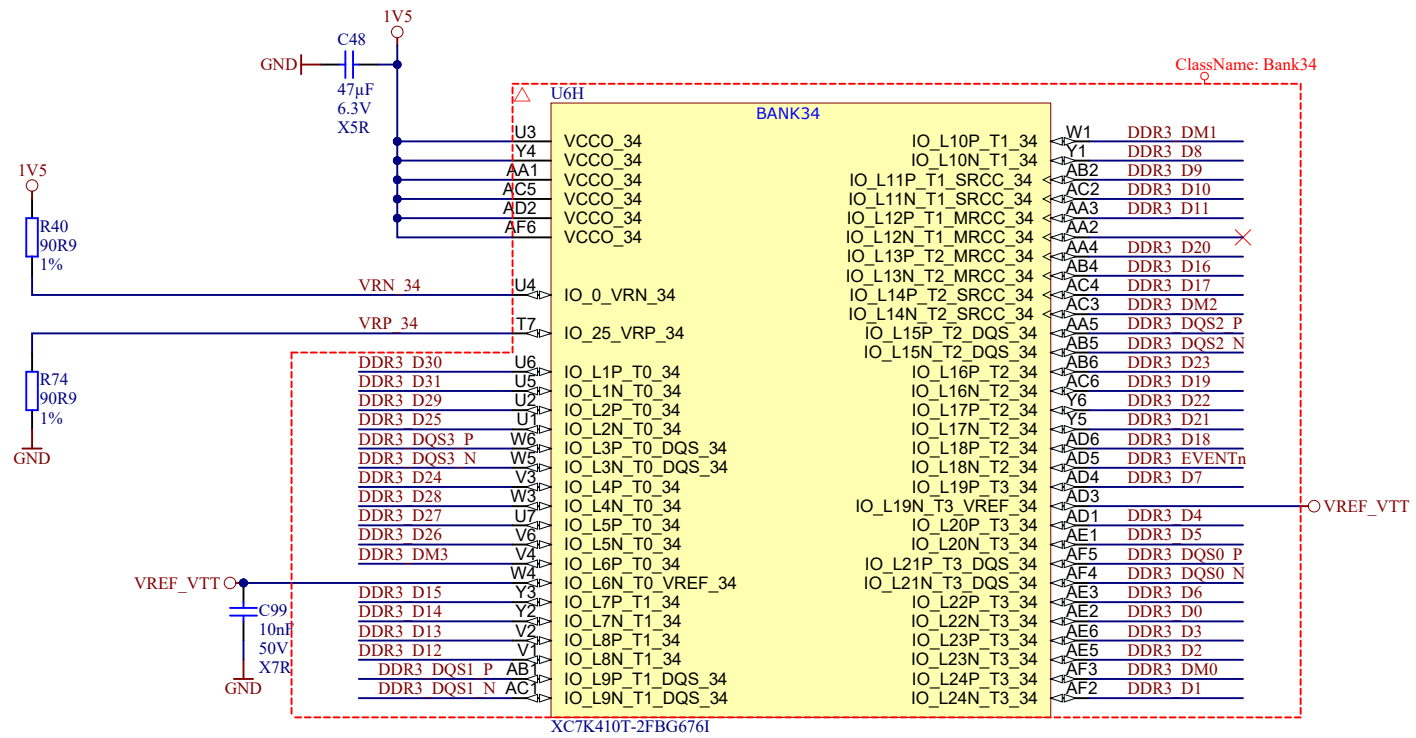 1V5
C48
GND
47µF
6.3V
X5R
ClassName: Bank34
U6H
BANK34
U3 VCCO_34
Y4 VCCO_34
AA1 VCCO_34
AC5 VCCO_34
AD2 VCCO_34
AF6 VCCO_34
1V5
R40
90R9
1%
VRN_34 U4 IO_0_VRN_34
VRP_34 T7 IO_25_VRP_34
R74
90R9
1%
GND
DDR3_D30 U6 IO_L1P_T0_34
DDR3_D31 U5 IO_L1N_T0_34
DDR3_D29 U2 IO_L2P_T0_34
DDR3_D25 U1 IO_L2N_T0_34
DDR3_DQS3_P W6 IO_L3P_T0_DQS_34
DDR3_DQS3_N W5 IO_L3N_T0_DQS_34
DDR3_D24 V3 IO_L4P_T0_34
DDR3_D28 W3 IO_L4N_T0_34
DDR3_D27 U7 IO_L5P_T0_34
DDR3_D26 V6 IO_L5N_T0_34
DDR3_DM3 V4 IO_L6P_T0_34
VREF_VTT W4 IO_L6N_T0_VREF_34
C99
10nF
50V
X7R
GND
DDR3_D15 Y3 IO_L7P_T1_34
DDR3_D14 Y2 IO_L7N_T1_34
DDR3_D13 V2 IO_L8P_T1_34
DDR3_D12 V1 IO_L8N_T1_34
DDR3_DQS1_P AB1 IO_L9P_T1_DQS_34
DDR3_DQS1_N AC1 IO_L9N_T1_DQS_34
IO_L10P_T1_34 W1 DDR3_DM1
IO_L10N_T1_34 Y1 DDR3_D8
IO_L11P_T1_SRCC_34 AB2 DDR3_D9
IO_L11N_T1_SRCC_34 AC2 DDR3_D10
IO_L12P_T1_MRCC_34 AA3 DDR3_D11
IO_L12N_T1_MRCC_34 AA2
IO_L13P_T2_MRCC_34 AA4 DDR3_D20
IO_L13N_T2_MRCC_34 AB4 DDR3_D16
IO_L14P_T2_SRCC_34 AC4 DDR3_D17
IO_L14N_T2_SRCC_34 AC3 DDR3_DM2
IO_L15P_T2_DQS_34 AA5 DDR3_DQS2_P
IO_L15N_T2_DQS_34 AB5 DDR3_DQS2_N
IO_L16P_T2_34 AB6 DDR3_D23
IO_L16N_T2_34 AC6 DDR3_D19
IO_L17P_T2_34 Y6 DDR3_D22
IO_L17N_T2_34 Y5 DDR3_D21
IO_L18P_T2_34 AD6 DDR3_D18
IO_L18N_T2_34 AD5 DDR3_EVENTn
IO_L19P_T3_34 AD4 DDR3_D7
IO_L19N_T3_VREF_34 AD3 VREF_VTT
IO_L20P_T3_34 AD1 DDR3_D4
IO_L20N_T3_34 AE1 DDR3_D5
IO_L21P_T3_DQS_34 AF5 DDR3_DQS0_P
IO_L21N_T3_DQS_34 AF4 DDR3_DQS0_N
IO_L22P_T3_34 AE3 DDR3_D6
IO_L22N_T3_34 AE2 DDR3_D0
IO_L23P_T3_34 AE6 DDR3_D3
IO_L23N_T3_34 AE5 DDR3_D2
IO_L24P_T3_34 AF3 DDR3_DM0
IO_L24N_T3_34 AF2 DDR3_D1
XC7K410T-2FBG676I